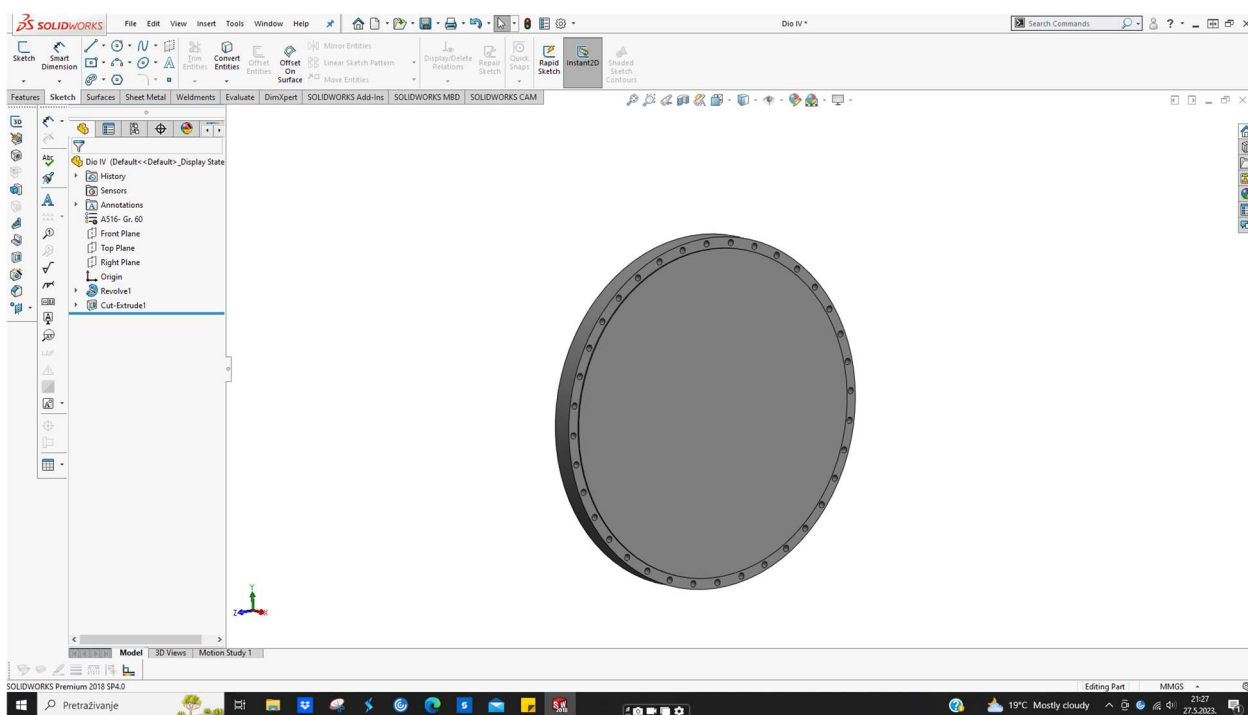 SOLIDWORKS File Edit View Insert Tools Window Help Dio IV * Search Commands
Sketch Smart Dimension Trim Entities Convert Entities Offset Entities Offset On Surface Mirror Entities Linear Sketch Pattern Move Entities Display/Delete Relations Repair Sketch Quick Snaps Rapid Sketch Instant2D Shaded Sketch Contours
Features Sketch Surfaces Sheet Metal Weldments Evaluate DimXpert SOLIDWORKS Add-Ins SOLIDWORKS MBD SOLIDWORKS CAM
Dio IV (Default<<Default>_Display State
History
Sensors
Annotations
A516- Gr. 60
Front Plane
Top Plane
Right Plane
Origin
Revolve1
Cut-Extrude1
Y
Z X
Model 3D Views Motion Study 1
SOLIDWORKS Premium 2018 SP4.0 Editing Part MMGS
Pretraživanje 19°C Mostly cloudy 21:27
27.5.2023.